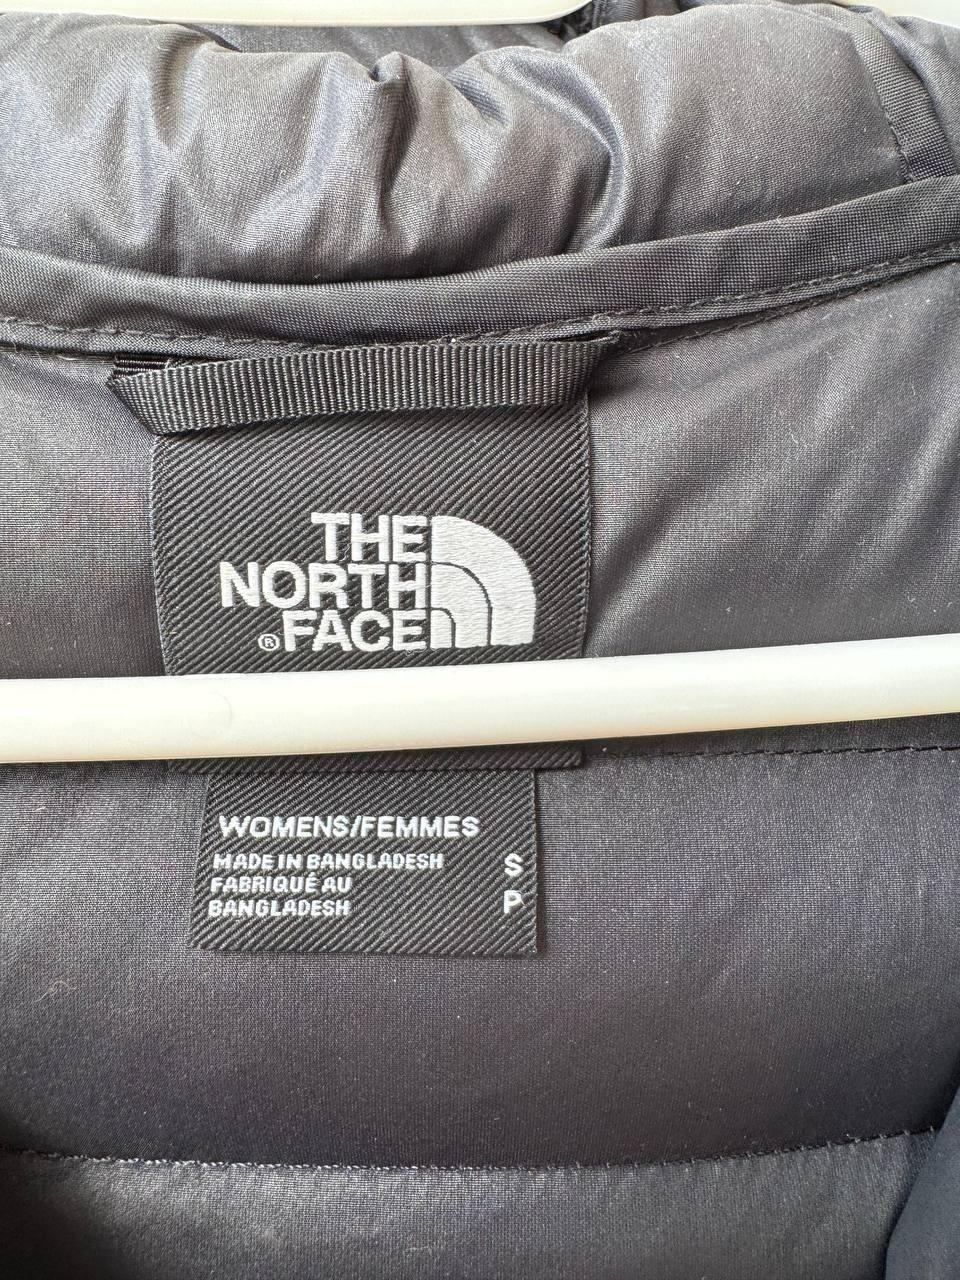 THE
NORTH
®FACE
WOMENS/FEMMES
MADE IN BANGLADESH S
FABRIQUÉ AU
BANGLADESH P